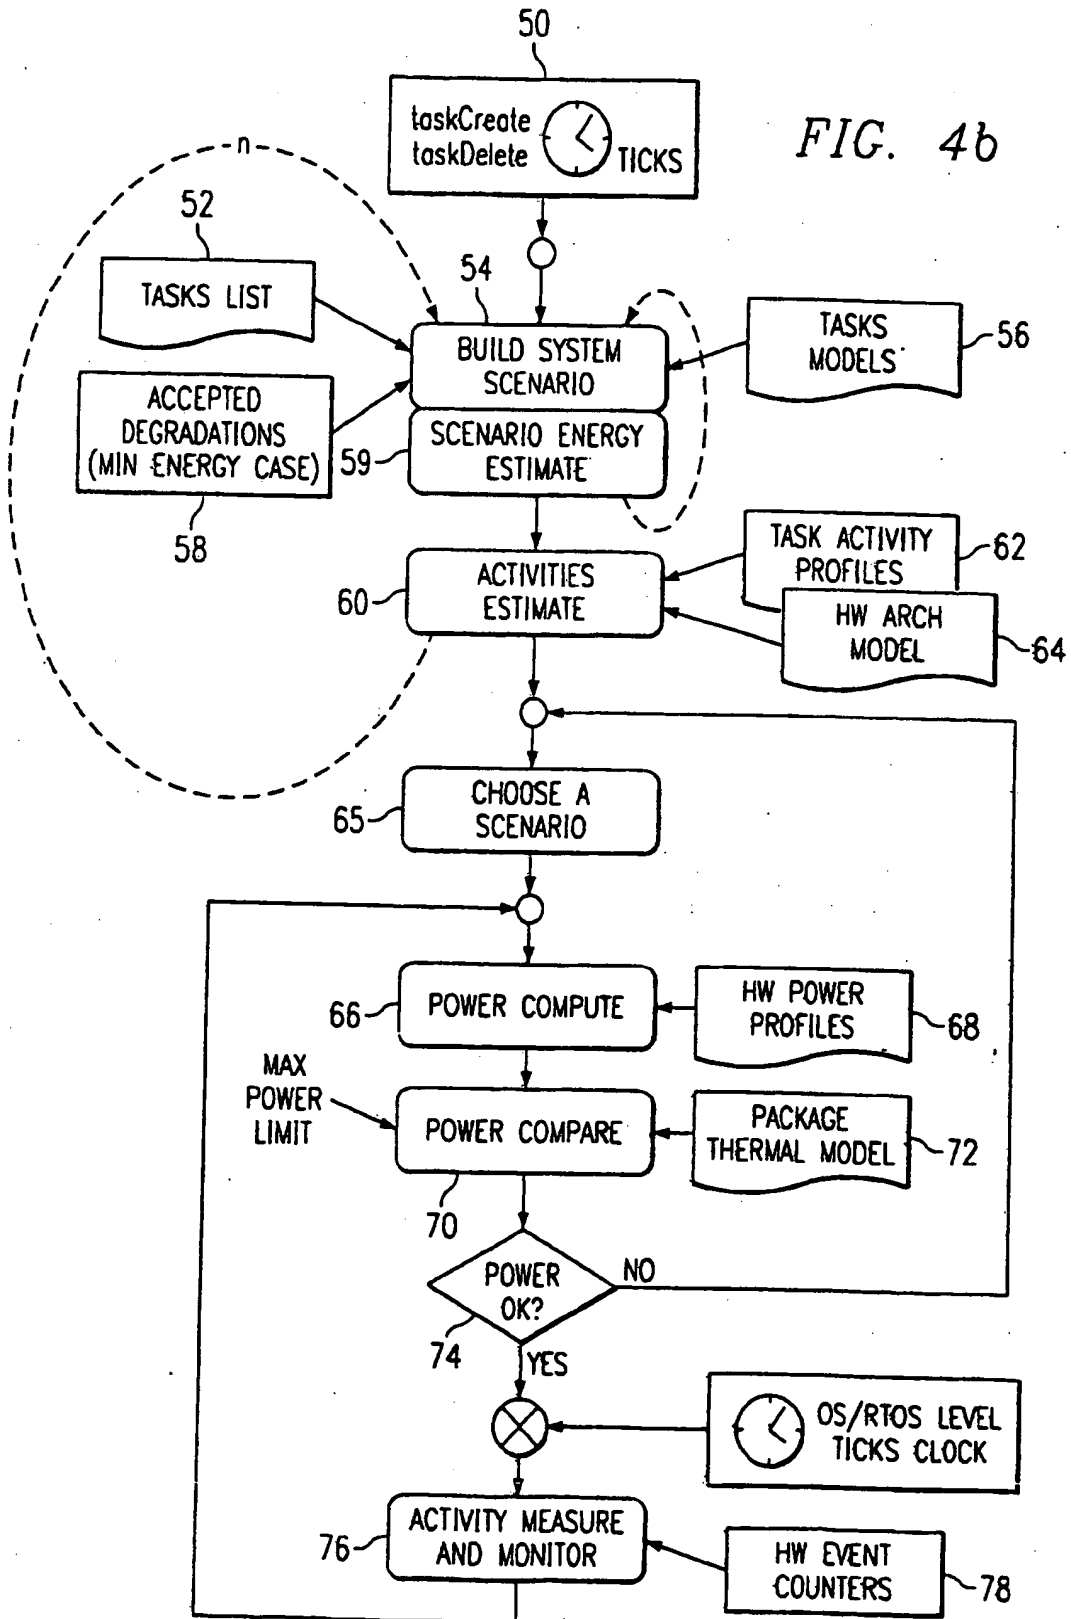 50
taskCreate
taskDelete
TICKS
FIG. 4b
n
52
TASKS LIST
54
BUILD SYSTEM
SCENARIO
TASKS
MODELS
56
ACCEPTED
DEGRADATIONS
(MIN ENERGY CASE)
58
59
SCENARIO ENERGY
ESTIMATE
60
ACTIVITIES
ESTIMATE
TASK ACTIVITY
PROFILES
62
HW ARCH
MODEL
64
65
CHOOSE A
SCENARIO
66
POWER COMPUTE
HW POWER
PROFILES
68
MAX
POWER
LIMIT
POWER COMPARE
70
PACKAGE
THERMAL MODEL
72
POWER
OK?
NO
74
YES
OS/RTOS LEVEL
TICKS CLOCK
76
ACTIVITY MEASURE
AND MONITOR
HW EVENT
COUNTERS
78